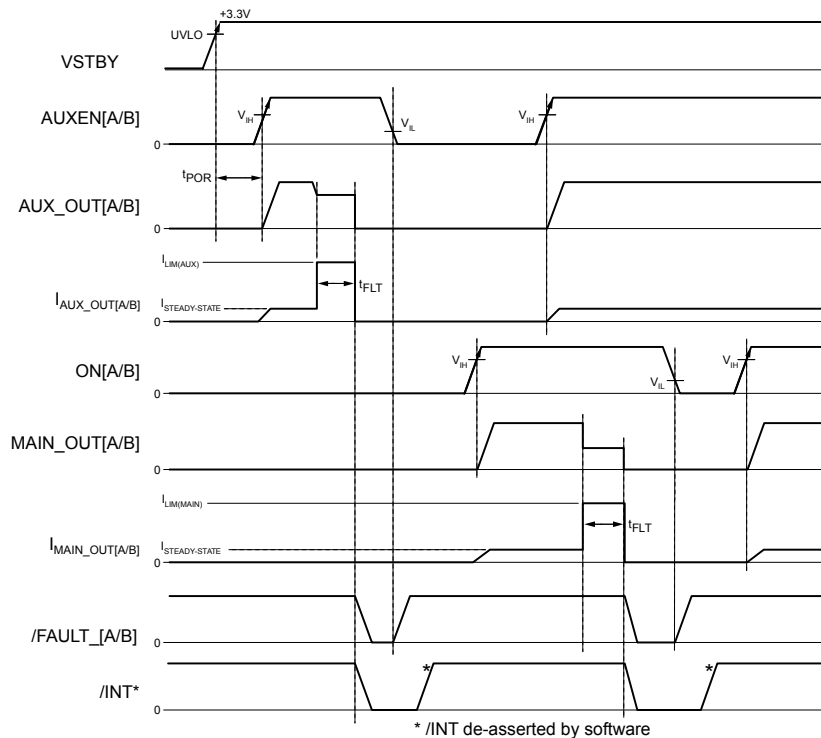 +3.3V
UVLO
VSTBY
AUXEN[A/B]
VIH
VIL
VIH
0
tPOR
AUX_OUT[A/B]
0
ILIM(AUX)
tFLT
IAUX_OUT[A/B]
ISTEADY-STATE
0
ON[A/B]
VIH
VIL
VIH
0
MAIN_OUT[A/B]
0
ILIM(MAIN)
tFLT
IMAIN_OUT[A/B]
ISTEADY-STATE
0
/FAULT_[A/B]
0
/INT*
*
*
0
* /INT de-asserted by software